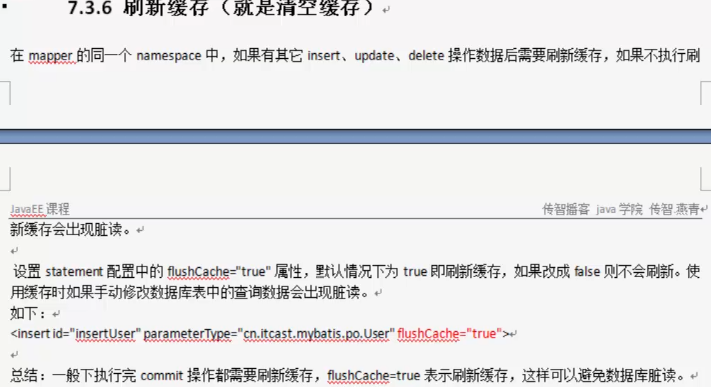 7.3.6 刷新缓存（就是清空缓存）
在 mapper 的同一个 namespace 中，如果有其它 insert、update、delete 操作数据后需要刷新缓存，如果不执行刷
JavaEE 课程 传智播客 java 学院 传智.燕青
新缓存会出现脏读。
设置 statement 配置中的 flushCache="true" 属性，默认情况下为 true 即刷新缓存，如果改成 false 则不会刷新。使
用缓存时如果手动修改数据库表中的查询数据会出现脏读。
如下：
<insert id="insertUser" parameterType="cn.itcast.mybatis.po.User" flushCache="true">
总结：一般下执行完 commit 操作都需要刷新缓存，flushCache=true 表示刷新缓存，这样可以避免数据库脏读。